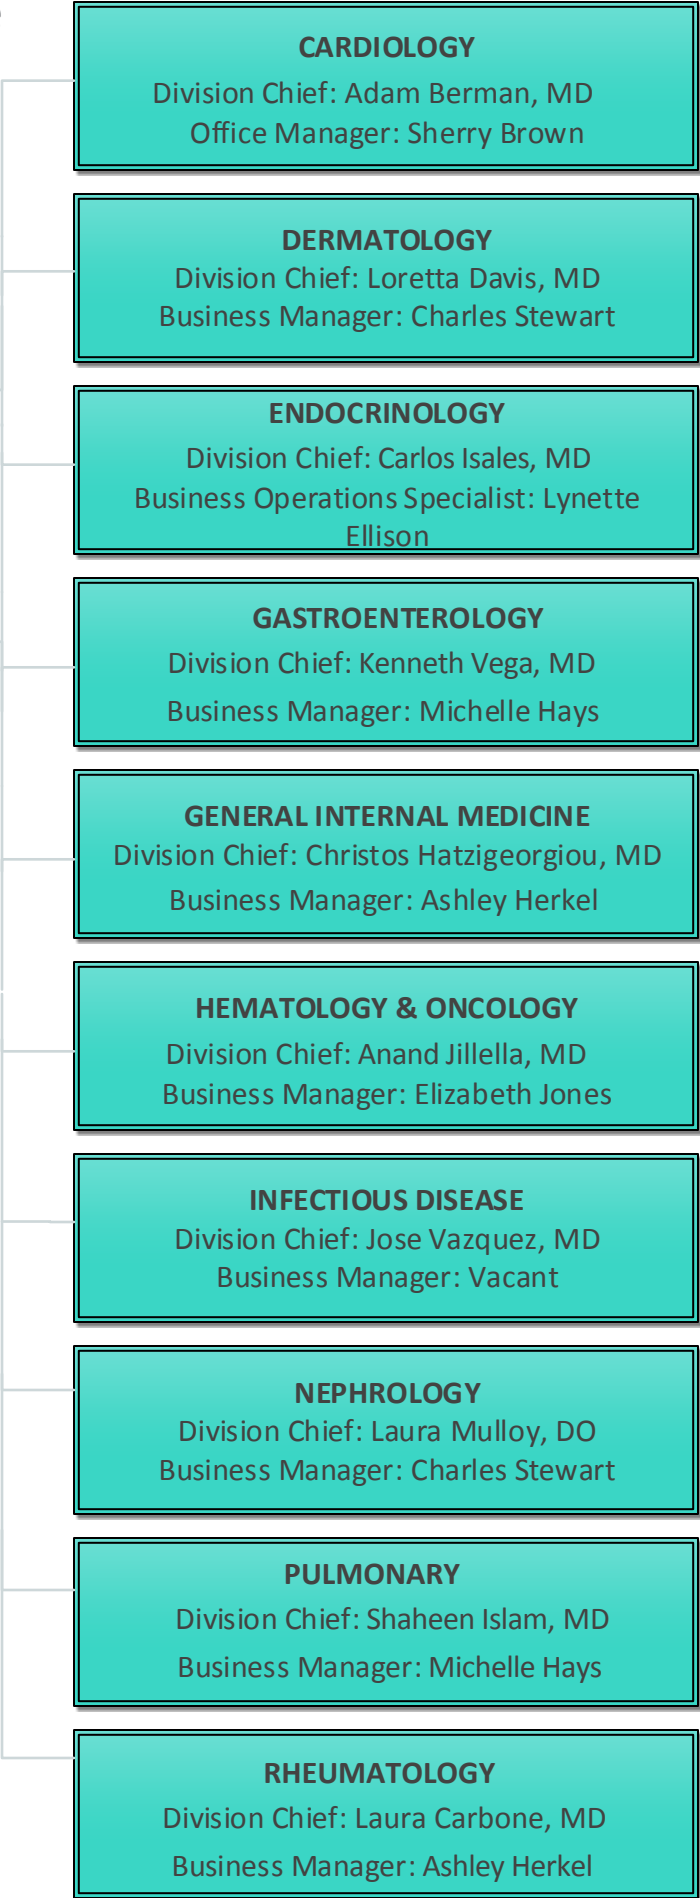 CARDIOLOGY
Division Chief: Adam Berman, MD
Office Manager: Sherry Brown
DERMATOLOGY
Division Chief: Loretta Davis, MD
Business Manager: Charles Stewart
ENDOCRINOLOGY
Division Chief: Carlos Isales, MD
Business Operations Specialist: Lynette
Ellison
GASTROENTEROLOGY
Division Chief: Kenneth Vega, MD
Business Manager: Michelle Hays
GENERAL INTERNAL MEDICINE
Division Chief: Christos Hatzigeorgiou, MD
Business Manager: Ashley Herkel
HEMATOLOGY & ONCOLOGY
Division Chief: Anand Jillella, MD
Business Manager: Elizabeth Jones
INFECTIOUS DISEASE
Division Chief: Jose Vazquez, MD
Business Manager: Vacant
NEPHROLOGY
Division Chief: Laura Mulloy, DO
Business Manager: Charles Stewart
PULMONARY
Division Chief: Shaheen Islam, MD
Business Manager: Michelle Hays
RHEUMATOLOGY
Division Chief: Laura Carbone, MD
Business Manager: Ashley Herkel